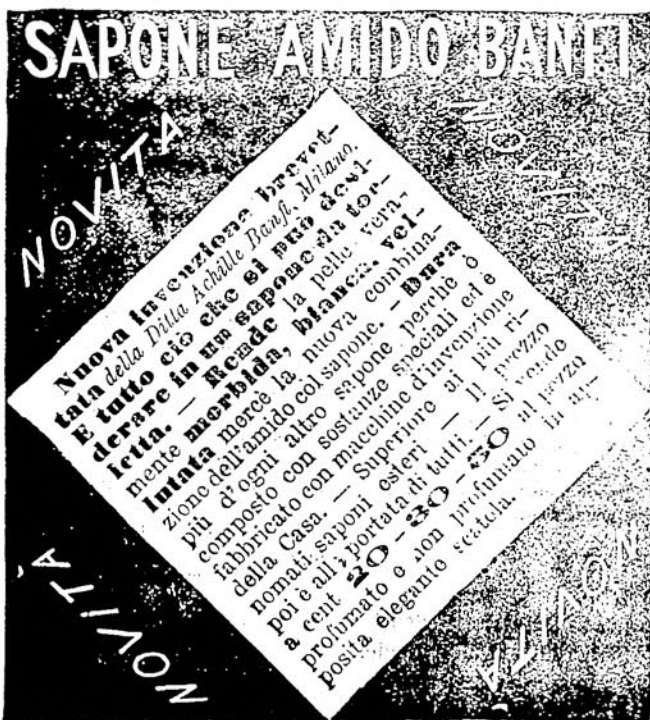 SAPONE "AMIDO" BANFI
NOVITÀ
NOVITÀ
Nuova invenzione brevet-
tata della Ditta Achille Banfi, Milano.
È tutto ciò che si può desi-
derare in un sapone da toe-
letta. — Rende la pelle vera-
mente morbida, bianca, vel-
lutata mercè la nuova combina-
zione dell'amido col sapone. — Dura
più d'ogni altro sapone perchè è
composto con sostanze speciali ed è
fabbricato con macchine d'invenzione
della Casa. — Superiore ai più ri-
nomati saponi esteri — Il prezzo
poi è alla portata di tutti. — Si vende
a cent 20-30-50 al pezzo
profumato e non profumato in ap-
posita elegante scatola.
NOVITÀ
NOVITÀ